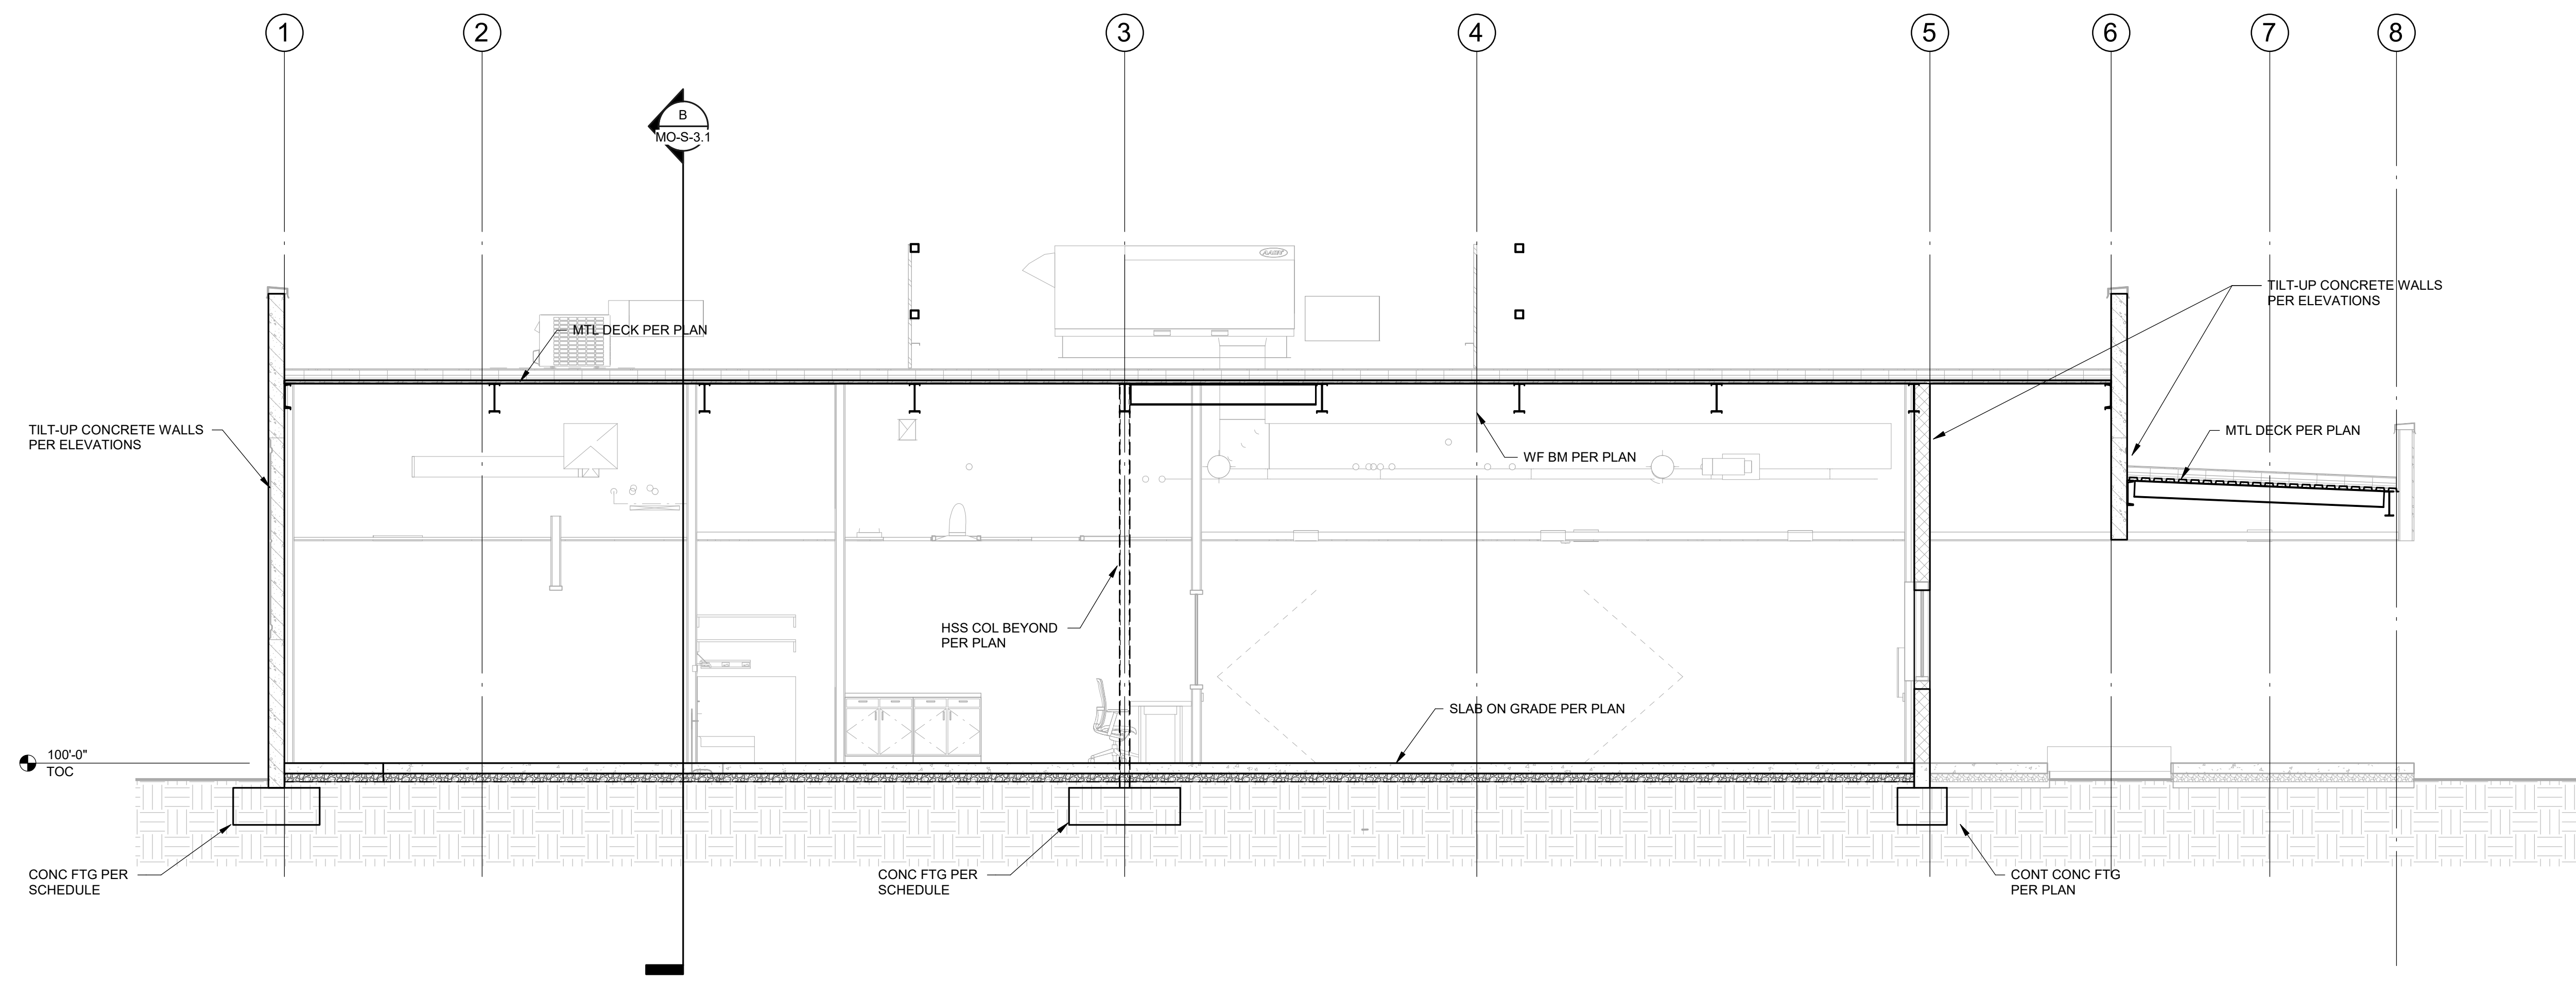 1
2
3
4
5
6
7
8
B
MO-S-3.1
TILT-UP CONCRETE WALLS
PER ELEVATIONS
MTL DECK PER PLAN
TILT-UP CONCRETE WALLS
PER ELEVATIONS
MTL DECK PER PLAN
WF BM PER PLAN
HSS COL BEYOND
PER PLAN
SLAB ON GRADE PER PLAN
100'-0"
TOC
CONC FTG PER
SCHEDULE
CONC FTG PER
SCHEDULE
CONT CONC FTG
PER PLAN